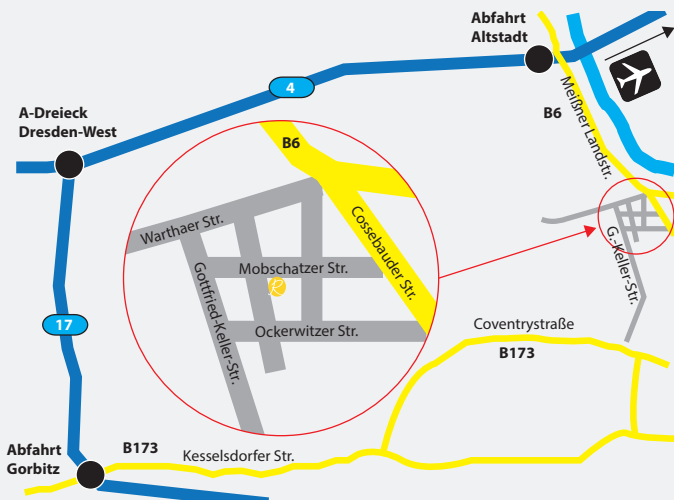 Abfahrt
Altstadt
4
B6
Meißner Landstr.
A-Dreieck
Dresden-West
B6
Warthaer Str.
Cossebauder Str.
Mobschatzer Str.
Gottfried-Keller-Str.
R
Ockerwitzer Str.
G.-Keller-Str.
17
Coventrystraße
B173
Abfahrt
Gorbitz
B173
Kesselsdorfer Str.